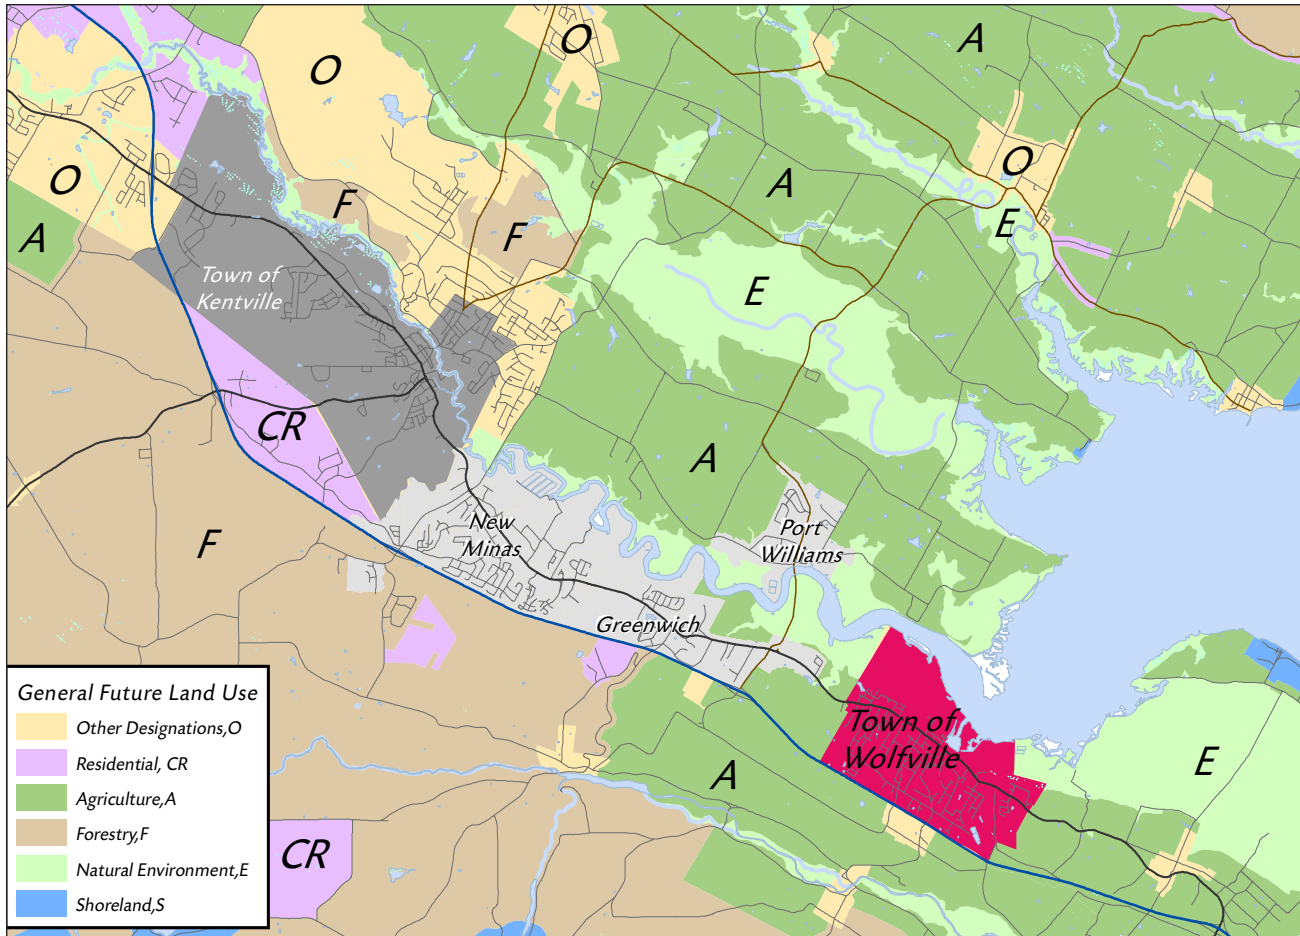 O
O
A
O
A
O
F
F
E
A
Town of
Kentville
E
CR
A
F
New
Minas
Port
Williams
Greenwich
General Future Land Use
Other Designations,O
Residential, CR
Agriculture,A
Forestry,F
Natural Environment,E
Shoreland,S
Town of
Wolfville
A
E
CR